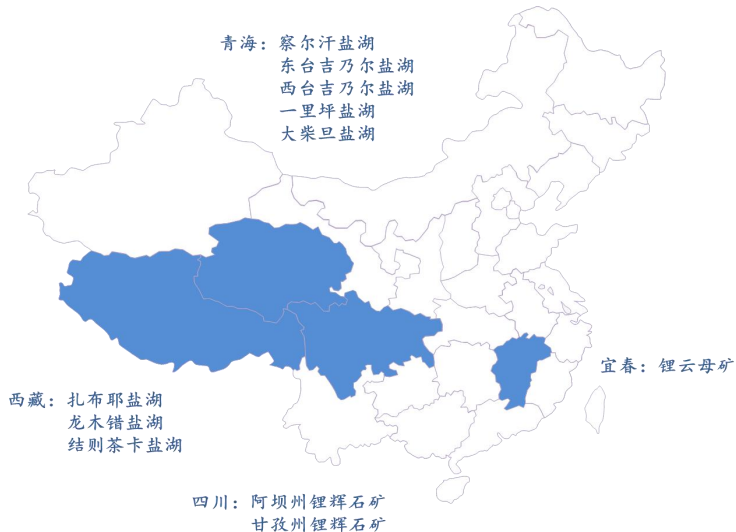 青海：察尔汗盐湖
东台吉乃尔盐湖
西台吉乃尔盐湖
一里坪盐湖
大柴旦盐湖
宜春：锂云母矿
西藏：扎布耶盐湖
龙木错盐湖
结则茶卡盐湖
四川：阿坝州锂辉石矿
甘孜州锂辉石矿